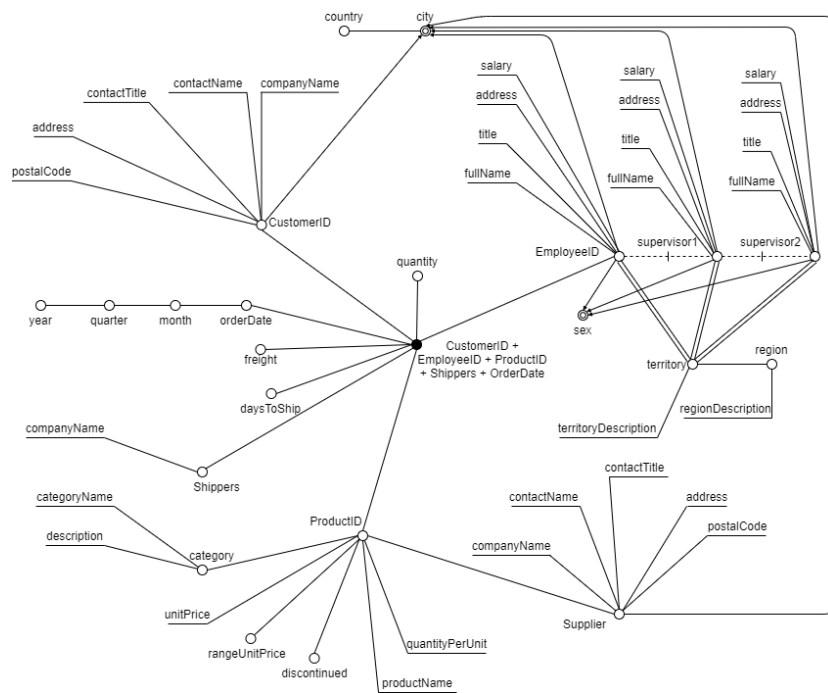 country
city
salary
address
title
fullName
salary
address
title
fullName
salary
address
title
fullName
contactTitle
contactName
companyName
address
postalCode
CustomerID
EmployeeID
supervisor1
supervisor2
quantity
year
quarter
month
orderDate
sex
CustomerID +
EmployeeID + ProductID
+ Shippers + OrderDate
freight
daysToShip
territory
region
regionDescription
territoryDescription
companyName
Shippers
categoryName
description
category
ProductID
contactTitle
contactName
address
companyName
postalCode
unitPrice
rangeUnitPrice
discontinued
quantityPerUnit
productName
Supplier